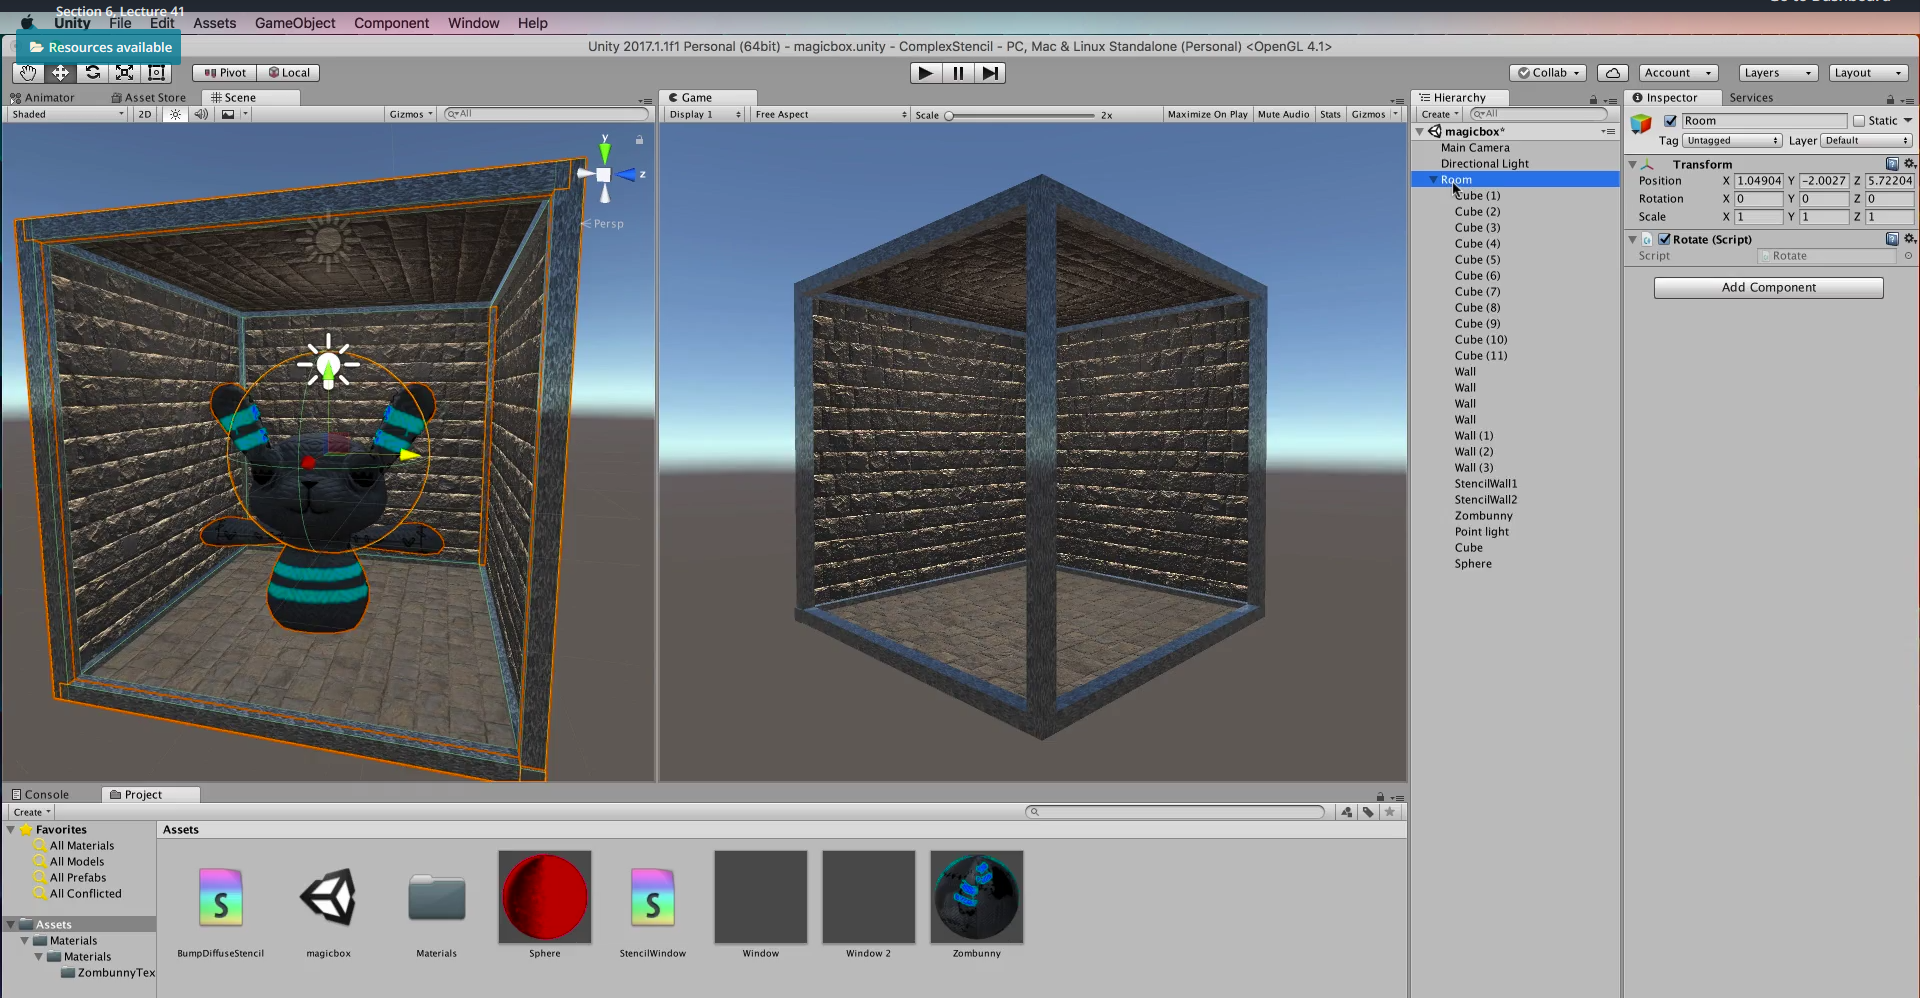 Section 6, Lecture 41
Unity File Edit Assets GameObject Component Window Help
Resources available
Unity 2017.1.1f1 Personal (64bit) - magicbox.unity - ComplexStencil - PC, Mac & Linux Standalone (Personal) <OpenGL 4.1>
Pivot Local
Collab Account Layers Layout
Animator Asset Store Scene
Shaded 2D Gizmos All
y
z
Persp
Game
Display 1 Free Aspect Scale 2x Maximize On Play Mute Audio Stats Gizmos
Hierarchy
Create All
magicbox*
Main Camera
Directional Light
Room
Cube (1)
Cube (2)
Cube (3)
Cube (4)
Cube (5)
Cube (6)
Cube (7)
Cube (8)
Cube (9)
Cube (10)
Cube (11)
Wall
Wall
Wall
Wall
Wall (1)
Wall (2)
Wall (3)
StencilWall1
StencilWall2
Zombunny
Point light
Cube
Sphere
Inspector Services
Room Static
Tag Untagged Layer Default
Transform
Position X 1.04904 Y -2.0027 Z 5.72204
Rotation X 0 Y 0 Z 0
Scale X 1 Y 1 Z 1
Rotate (Script)
Script Rotate
Add Component
Console Project
Create
Favorites
All Materials
All Models
All Prefabs
All Conflicted
Assets
Materials
Materials
ZombunnyTex
Assets
S S
BumpDiffuseStencil magicbox Materials Sphere StencilWindow Window Window 2 Zombunny